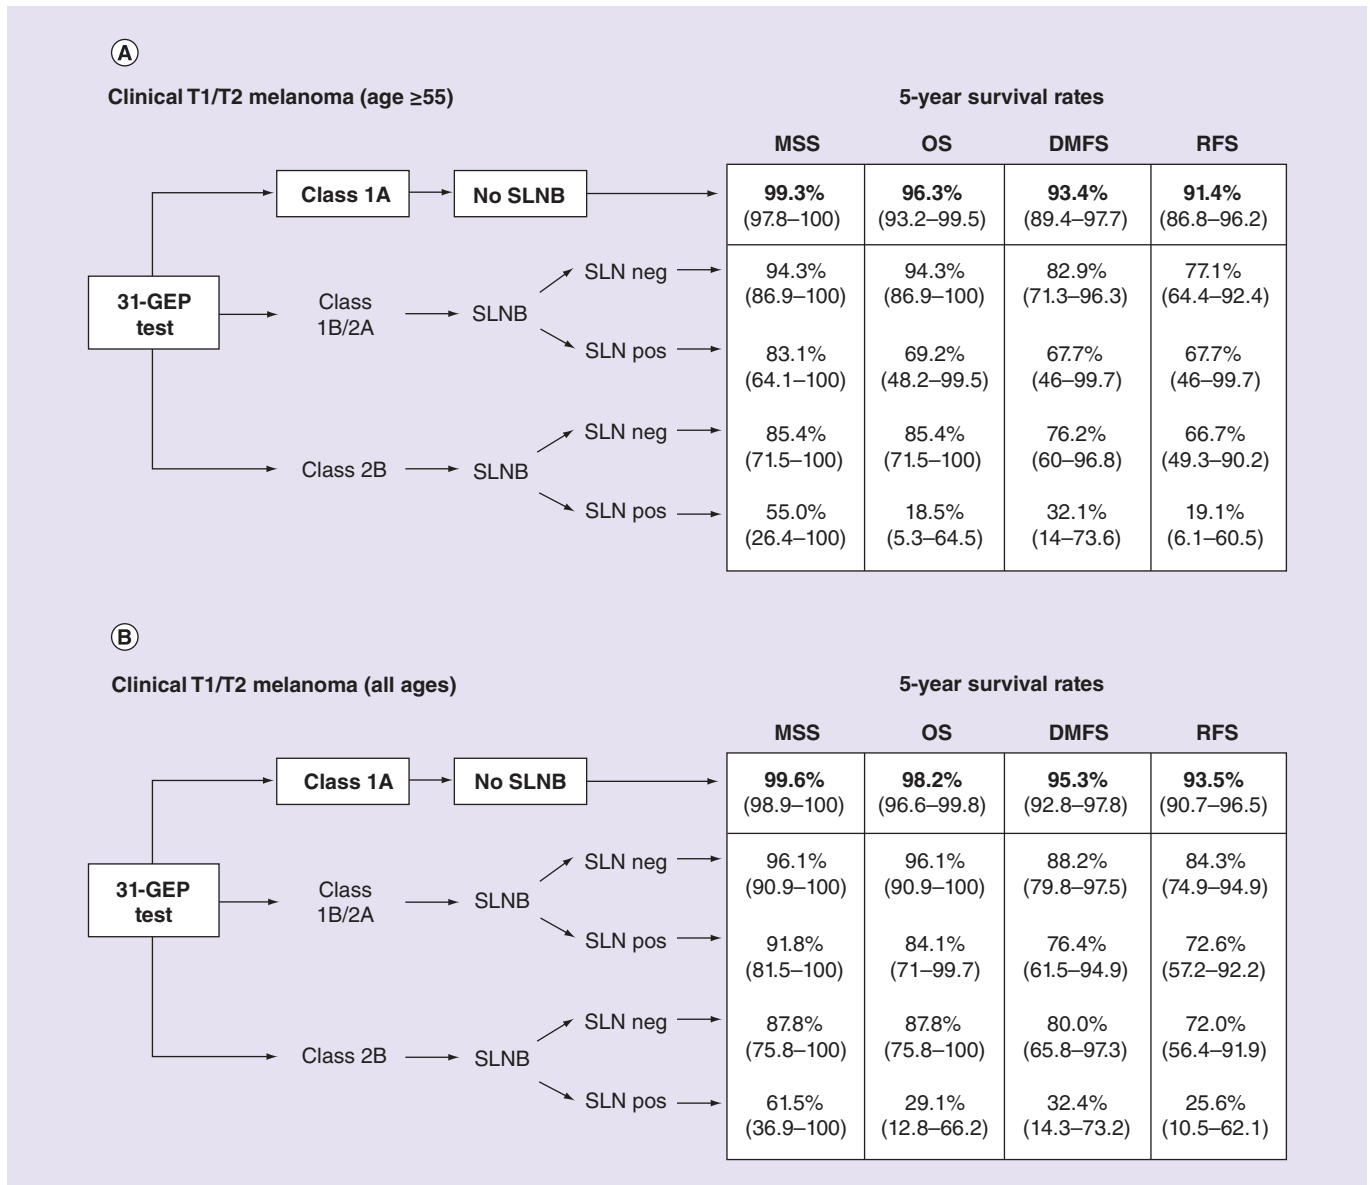 A
Clinical T1/T2 melanoma (age ≥55)
5-year survival rates
MSS OS DMFS RFS
31-GEP
test
Class 1A
No SLNB
99.3% 96.3% 93.4% 91.4%
(97.8–100) (93.2–99.5) (89.4–97.7) (86.8–96.2)
Class
1B/2A
SLNB
SLN neg
94.3% 94.3% 82.9% 77.1%
(86.9–100) (86.9–100) (71.3–96.3) (64.4–92.4)
SLN pos
83.1% 69.2% 67.7% 67.7%
(64.1–100) (48.2–99.5) (46–99.7) (46–99.7)
Class 2B
SLNB
SLN neg
85.4% 85.4% 76.2% 66.7%
(71.5–100) (71.5–100) (60–96.8) (49.3–90.2)
SLN pos
55.0% 18.5% 32.1% 19.1%
(26.4–100) (5.3–64.5) (14–73.6) (6.1–60.5)
B
Clinical T1/T2 melanoma (all ages)
5-year survival rates
MSS OS DMFS RFS
31-GEP
test
Class 1A
No SLNB
99.6% 98.2% 95.3% 93.5%
(98.9–100) (96.6–99.8) (92.8–97.8) (90.7–96.5)
Class
1B/2A
SLNB
SLN neg
96.1% 96.1% 88.2% 84.3%
(90.9–100) (90.9–100) (79.8–97.5) (74.9–94.9)
SLN pos
91.8% 84.1% 76.4% 72.6%
(81.5–100) (71–99.7) (61.5–94.9) (57.2–92.2)
Class 2B
SLNB
SLN neg
87.8% 87.8% 80.0% 72.0%
(75.8–100) (75.8–100) (65.8–97.3) (56.4–91.9)
SLN pos
61.5% 29.1% 32.4% 25.6%
(36.9–100) (12.8–66.2) (14.3–73.2) (10.5–62.1)